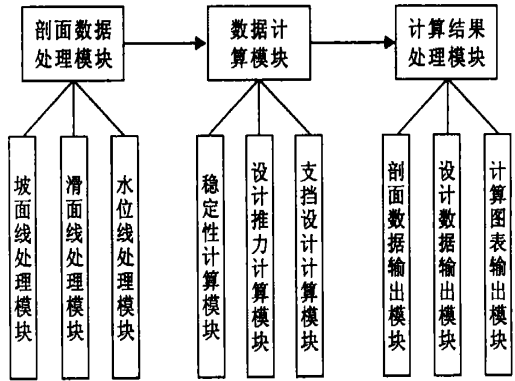 剖面数据
处理模块
数据计
算模块
计算结果
处理模块
坡面线处理模块
滑面线处理模块
水位线处理模块
稳定性计算模块
设计推力计算模块
支挡设计计算模块
剖面数据输出模块
设计数据输出模块
计算图表输出模块